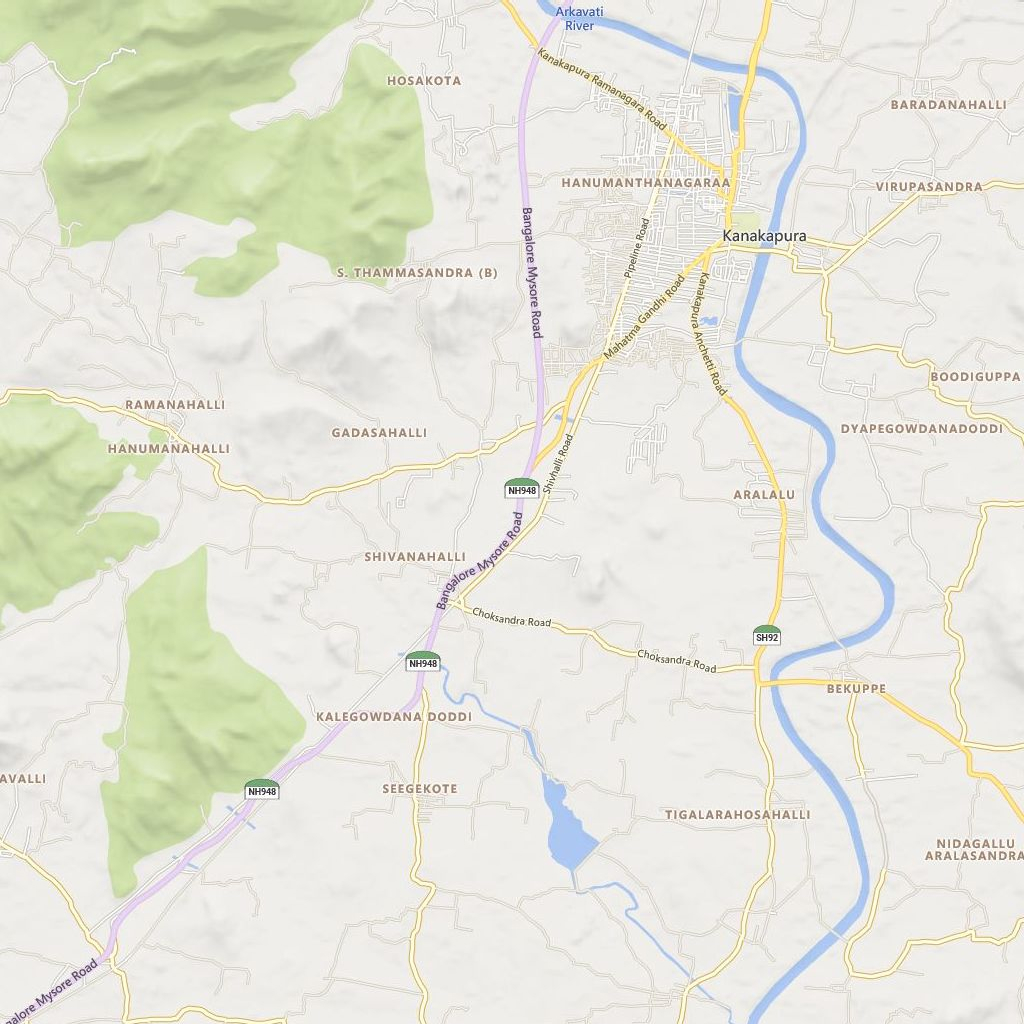 Arkavati
River
Kanakapura Ramanagara Road
HOSAKOTA
BARADANAHALLI
HANUMANTHANAGARAA
VIRUPASANDRA
Bangalore Mysore Road
Pipeline Road
Kanakapura
S. THAMMASANDRA (B)
Mahatma Gandhi Road
Kanakapura Anchetti Road
BOODIGUPPA
RAMANAHALLI
GADASAHALLI
DYAPEGOWDANADODDI
HANUMANAHALLI
Shivhalli Road
NH948
ARALALU
SHIVANAHALLI
Bangalore Mysore Road
Choksandra Road
SH92
NH948
Choksandra Road
BEKUPPE
KALEGOWDANA DODDI
AVALLI
NH948
SEEGEKOTE
TIGALARAHOSAHALLI
NIDAGALLU
ARALASANDRA
galore Mysore Road